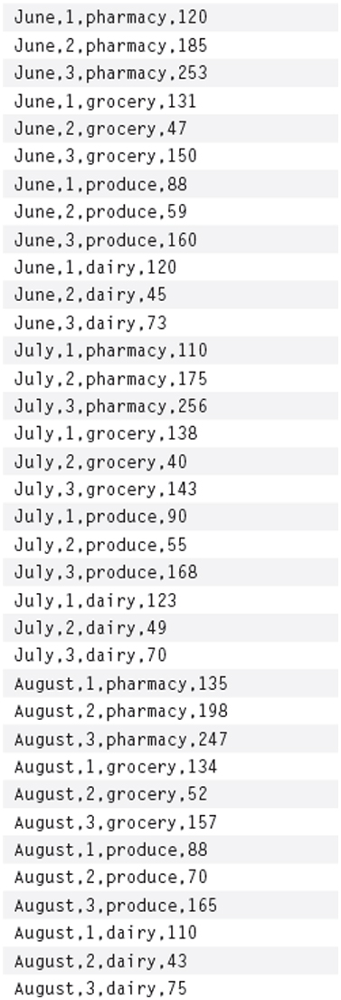 June,1,pharmacy,120
June,2,pharmacy,185
June,3,pharmacy,253
June,1,grocery,131
June,2,grocery,47
June,3,grocery,150
June,1,produce,88
June,2,produce,59
June,3,produce,160
June,1,dairy,120
June,2,dairy,45
June,3,dairy,73
July,1,pharmacy,110
July,2,pharmacy,175
July,3,pharmacy,256
July,1,grocery,138
July,2,grocery,40
July,3,grocery,143
July,1,produce,90
July,2,produce,55
July,3,produce,168
July,1,dairy,123
July,2,dairy,49
July,3,dairy,70
August,1,pharmacy,135
August,2,pharmacy,198
August,3,pharmacy,247
August,1,grocery,134
August,2,grocery,52
August,3,grocery,157
August,1,produce,88
August,2,produce,70
August,3,produce,165
August,1,dairy,110
August,2,dairy,43
August,3,dairy,75